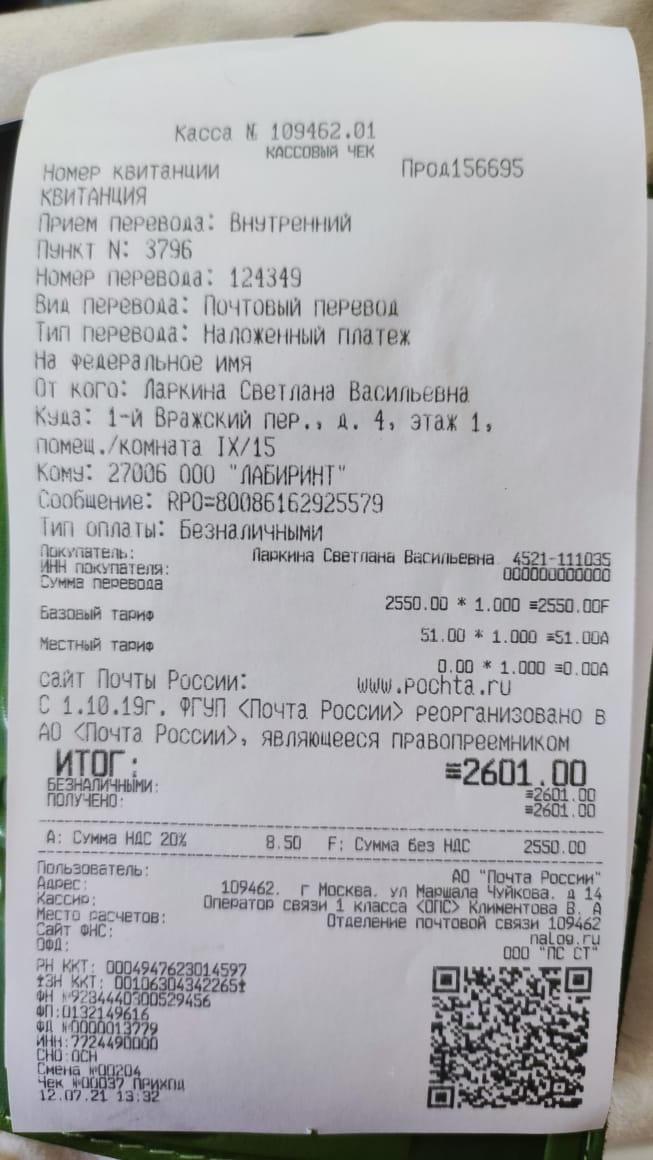 Касса № 109462.01
КАССОВЫЙ ЧЕК
Номер квитанции Прод156695
КВИТАНЦИЯ
Прием перевода: Внутренний
Пункт N: 3796
Номер перевода: 124349
Вид перевода: Почтовый перевод
Тип перевода: Наложенный платеж
На федеральное имя
От кого: Ларкина Светлана Васильевна
Куда: 1-й Вражский пер., д. 4, этаж 1,
помещ./комната IX/15
Кому: 27006 ООО "ЛАБИРИНТ"
Сообщение: RPO=80086162925579
Тип оплаты: Безналичными
Покупатель: Ларкина Светлана Васильевна 4521-111035
ИНН покупателя: 000000000000
Сумма перевода
2550.00 * 1.000 ≡2550.00F
Базовый тариф
51.00 * 1.000 ≡51.00A
Местный тариф
0.00 * 1.000 ≡0.00A
сайт Почты России: www.pochta.ru
С 1.10.19г. ФГУП <Почта России> реорганизовано в
АО <Почта России>, являющееся правопреемником
ИТОГ: ≡2601.00
БЕЗНАЛИЧНЫМИ: ≡2601.00
ПОЛУЧЕНО: ≡2601.00
А: Сумма НДС 20% 8.50 F: Сумма без НДС 2550.00
Пользователь: АО "Почта России"
Адрес: 109462. г Москва. ул Маршала Чуйкова. д 14
Кассир: Оператор связи 1 класса <ОПС> Климентова В. А
Место расчетов: Отделение почтовой связи 109462
Сайт ФНС: nalog.ru
ОФД: ООО "ПС СТ"
РН ККТ: 0004947623014597
ЗН ККТ: 00106304342265
ФН №9234440300529456
ФП:0132149616
ФД №0000013779
ИНН:7724490000
СНО:ОСН
Смена №00204
Чек №00037 ПРИХОД
12.07.21 13:32